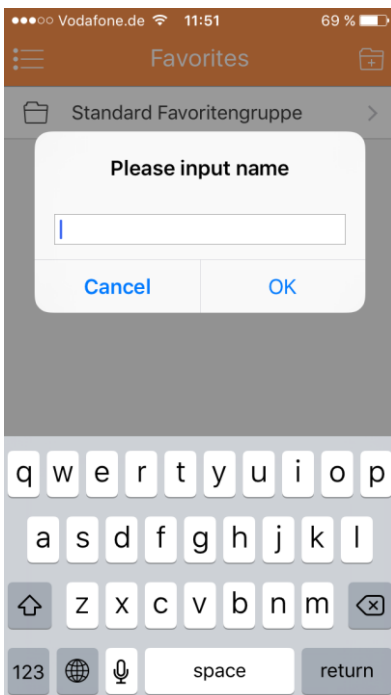 Vodafone.de 11:51 69 %
Favorites
Standard Favoritengruppe
Please input name
Cancel OK
q w e r t y u i o p
a s d f g h j k l
z x c v b n m
123 space return